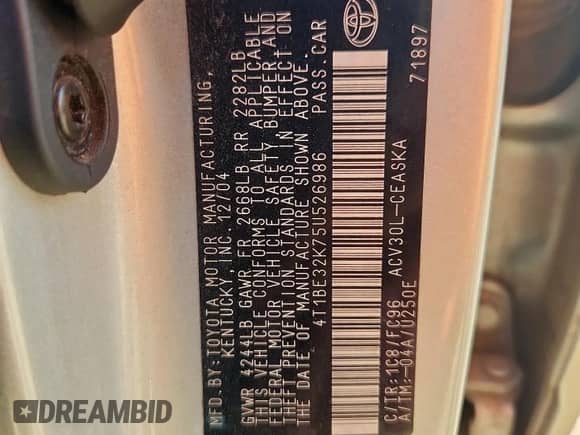 MFD.BY:TOYOTA MOTOR MANUFACTURING,
KENTUCKY, INC. 12/04
GVWR 4244LB GAWR FR 2668LB RR 2282LB
THIS VEHICLE CONFORMS TO ALL APPLICABLE
FEDERAL MOTOR VEHICLE SAFETY, BUMPER,AND
THEFT PREVENTION STANDARDS IN EFFECT ON
THE DATE OF MANUFACTURE SHOWN ABOVE.
4T1BE32K75U526986 PASS.CAR
C/TG:1C8/FC96 ACV30L-CEASKA
A/TM:-04A/U250E 71897
DREAMBID